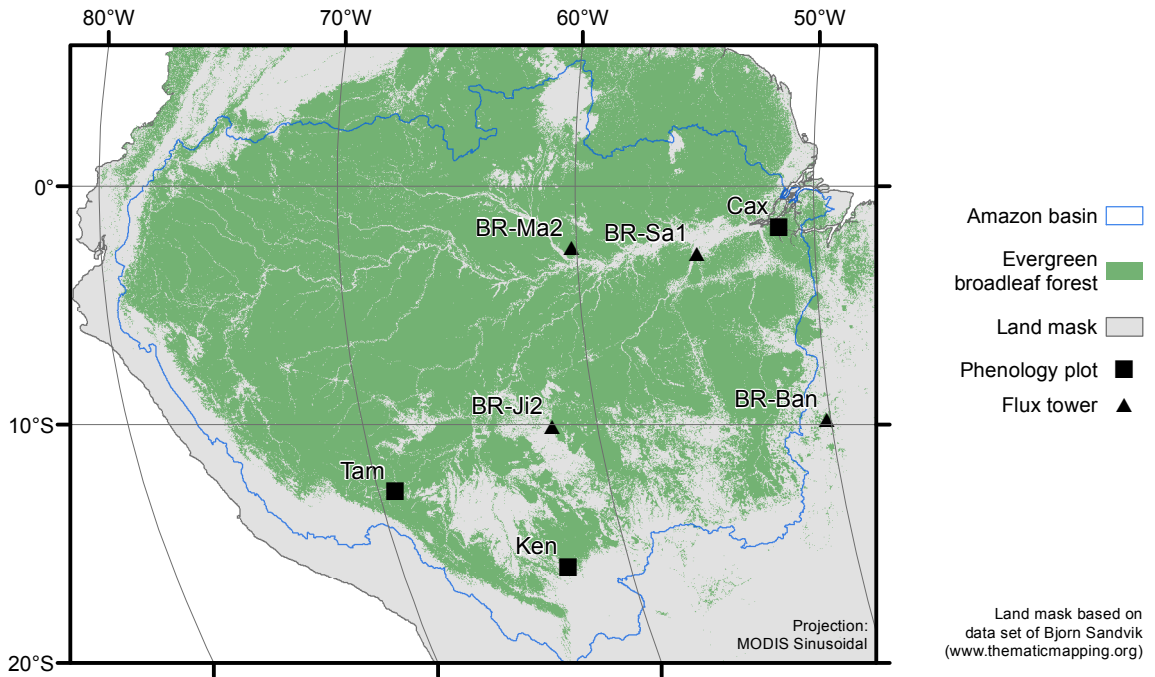 80°W 70°W 60°W 50°W
0°
Cax
BR-Ma2
BR-Sa1
BR-Ji2
BR-Ban
10°S
Tam
Ken
Projection:
MODIS Sinusoidal
20°S
Amazon basin
Evergreen
broadleaf forest
Land mask
Phenology plot
Flux tower
Land mask based on
data set of Bjorn Sandvik
(www.thematicmapping.org)